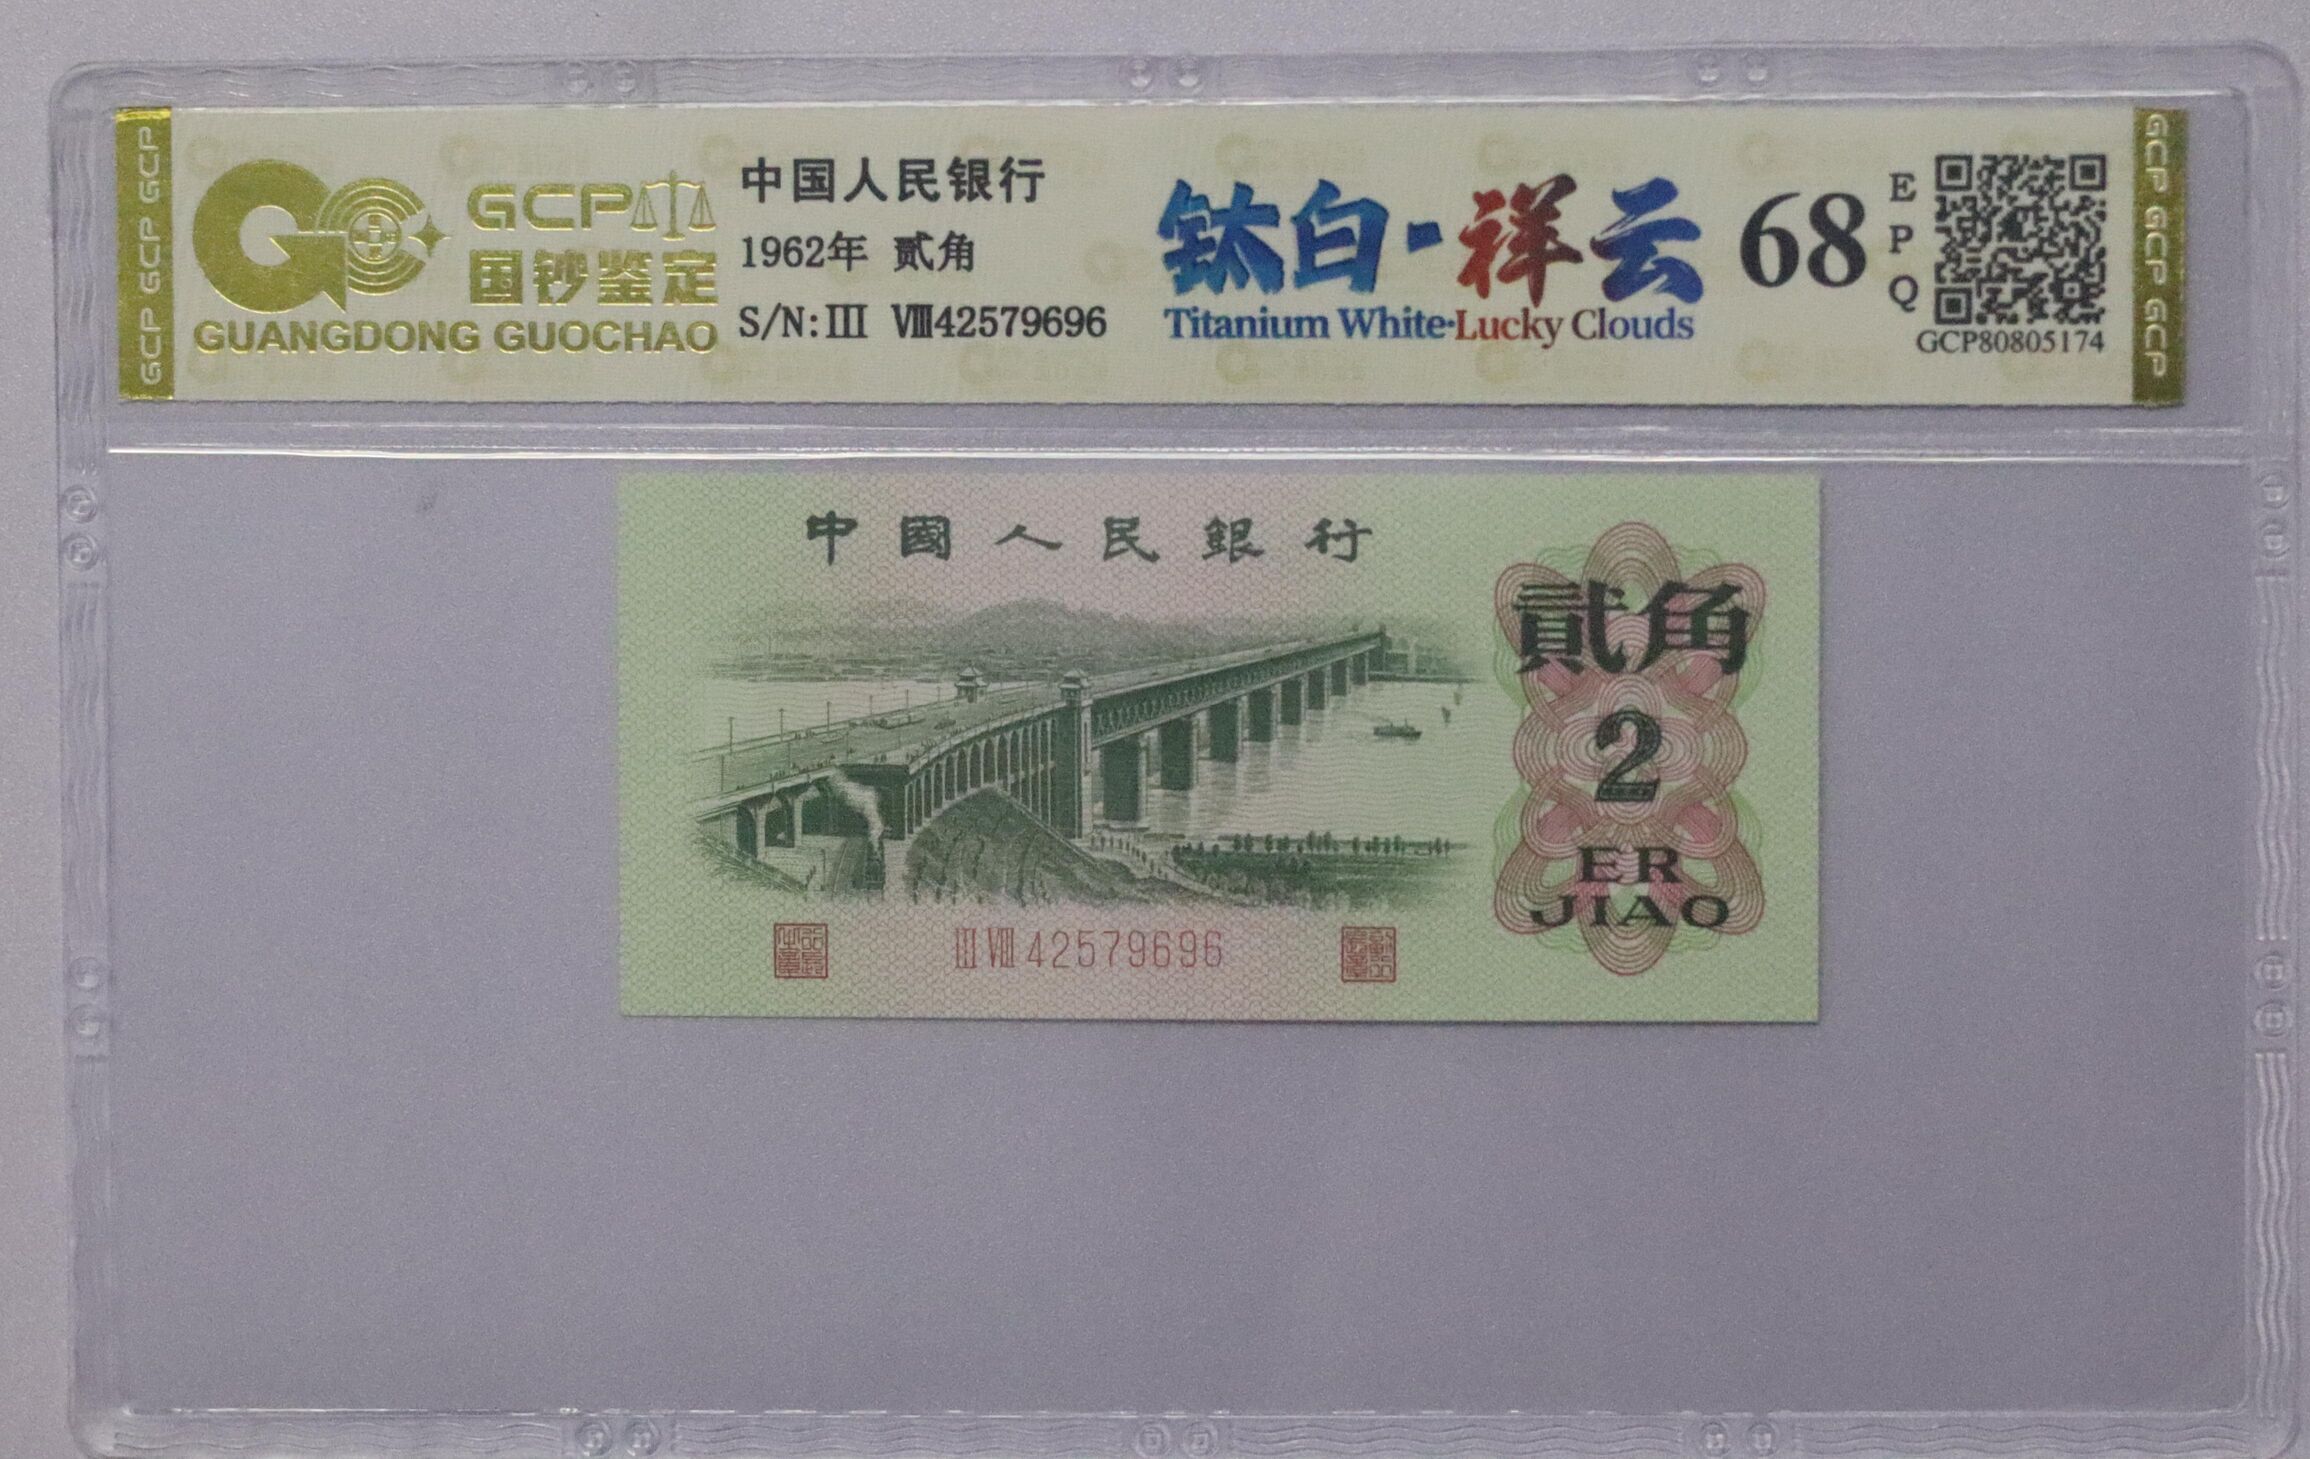 GCP GCP GCP
GCP
国钞鉴定
GUANGDONG GUOCHAO
中国人民银行
1962年 贰角
S/N:III VIII42579696
钛白·祥云
Titanium White·Lucky Clouds
68
EPQ
GCP80805174
GCP GCP GCP
中國人民銀行
貳角
2
ER
JIAO
III VIII 42579696